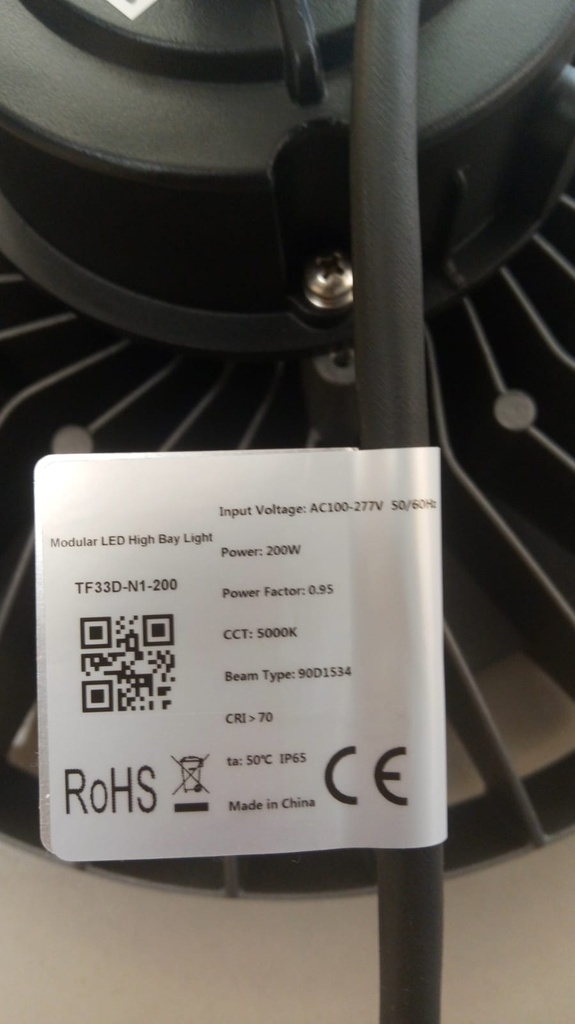 Modular LED High Bay Light
TF33D-N1-200
RoHS
Input Voltage: AC100-277V 50/60Hz
Power: 200W
Power Factor: 0.95
CCT: 5000K
Beam Type: 90D1534
CRI > 70
ta: 50℃ IP65
Made in China
CE